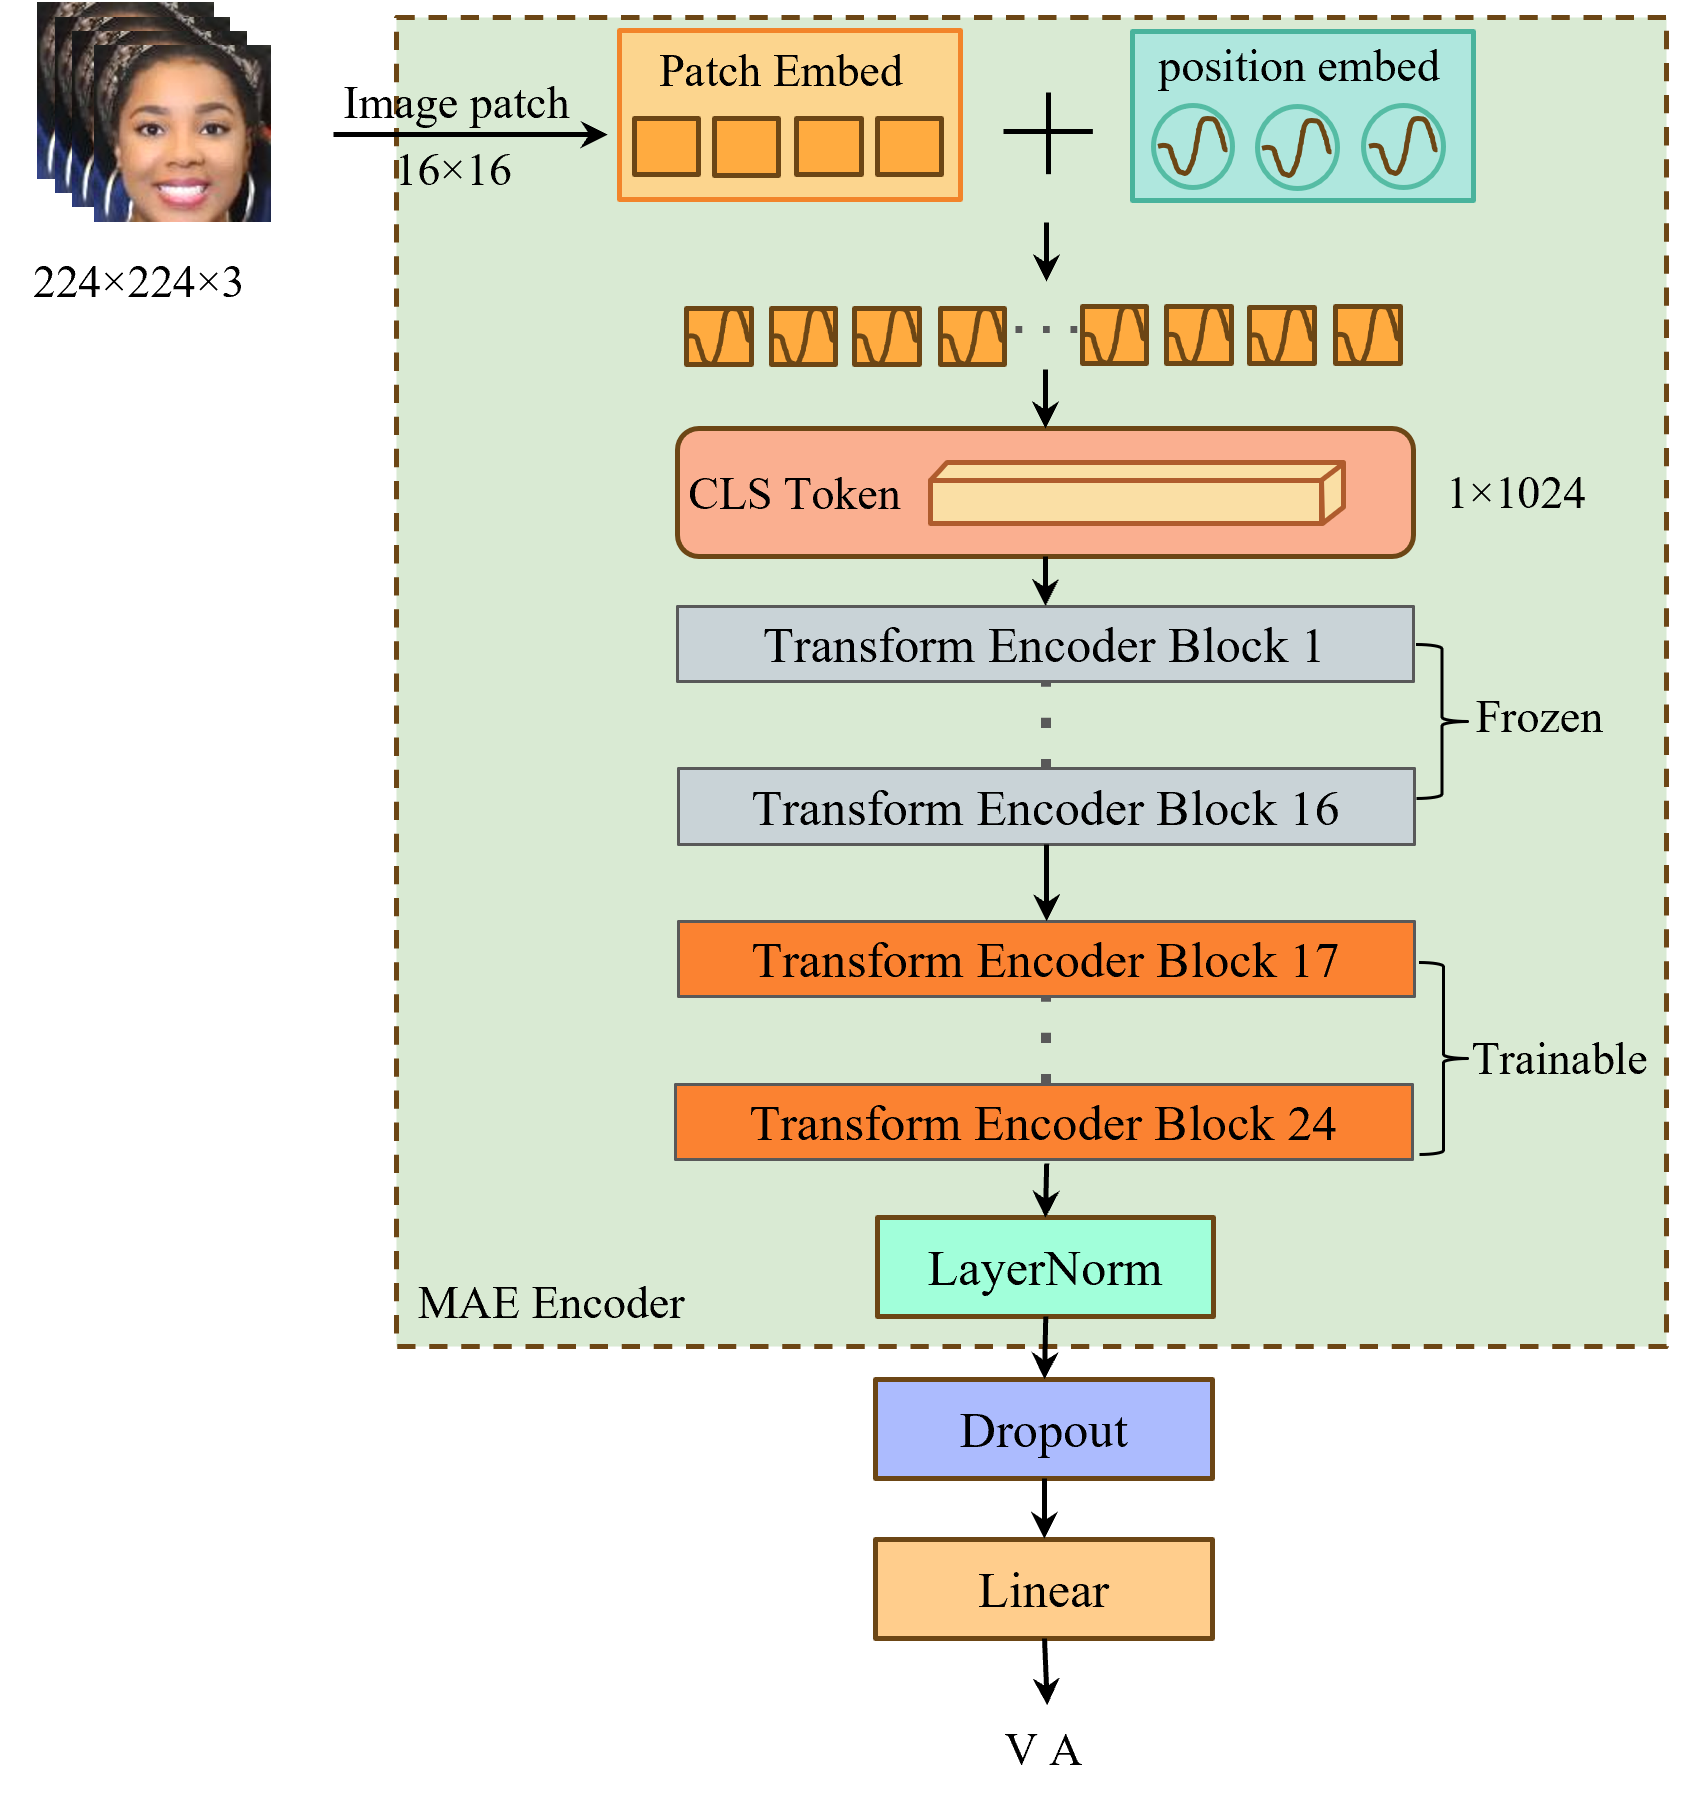 Image patch
16×16
224×224×3
Patch Embed
position embed
CLS Token
1×1024
Transform Encoder Block 1
Frozen
Transform Encoder Block 16
Transform Encoder Block 17
Trainable
Transform Encoder Block 24
LayerNorm
MAE Encoder
Dropout
Linear
V A